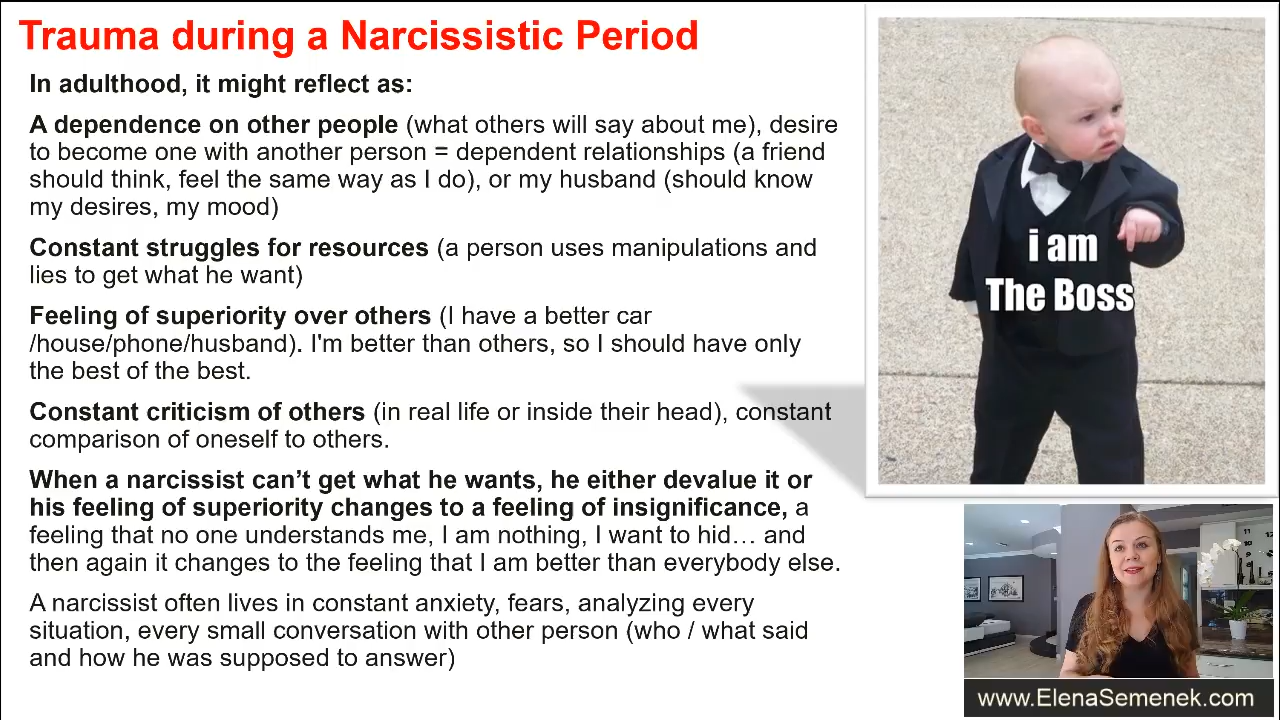 Trauma during a Narcissistic Period
In adulthood, it might reflect as:
A dependence on other people (what others will say about me), desire
to become one with another person = dependent relationships (a friend
should think, feel the same way as I do), or my husband (should know
my desires, my mood)
Constant struggles for resources (a person uses manipulations and
lies to get what he want)
Feeling of superiority over others (I have a better car
/house/phone/husband). I'm better than others, so I should have only
the best of the best.
Constant criticism of others (in real life or inside their head), constant
comparison of oneself to others.
When a narcissist can’t get what he wants, he either devalue it or
his feeling of superiority changes to a feeling of insignificance, a
feeling that no one understands me, I am nothing, I want to hid… and
then again it changes to the feeling that I am better than everybody else.
A narcissist often lives in constant anxiety, fears, analyzing every
situation, every small conversation with other person (who / what said
and how he was supposed to answer)
i am
The Boss
www.ElenaSemenek.com